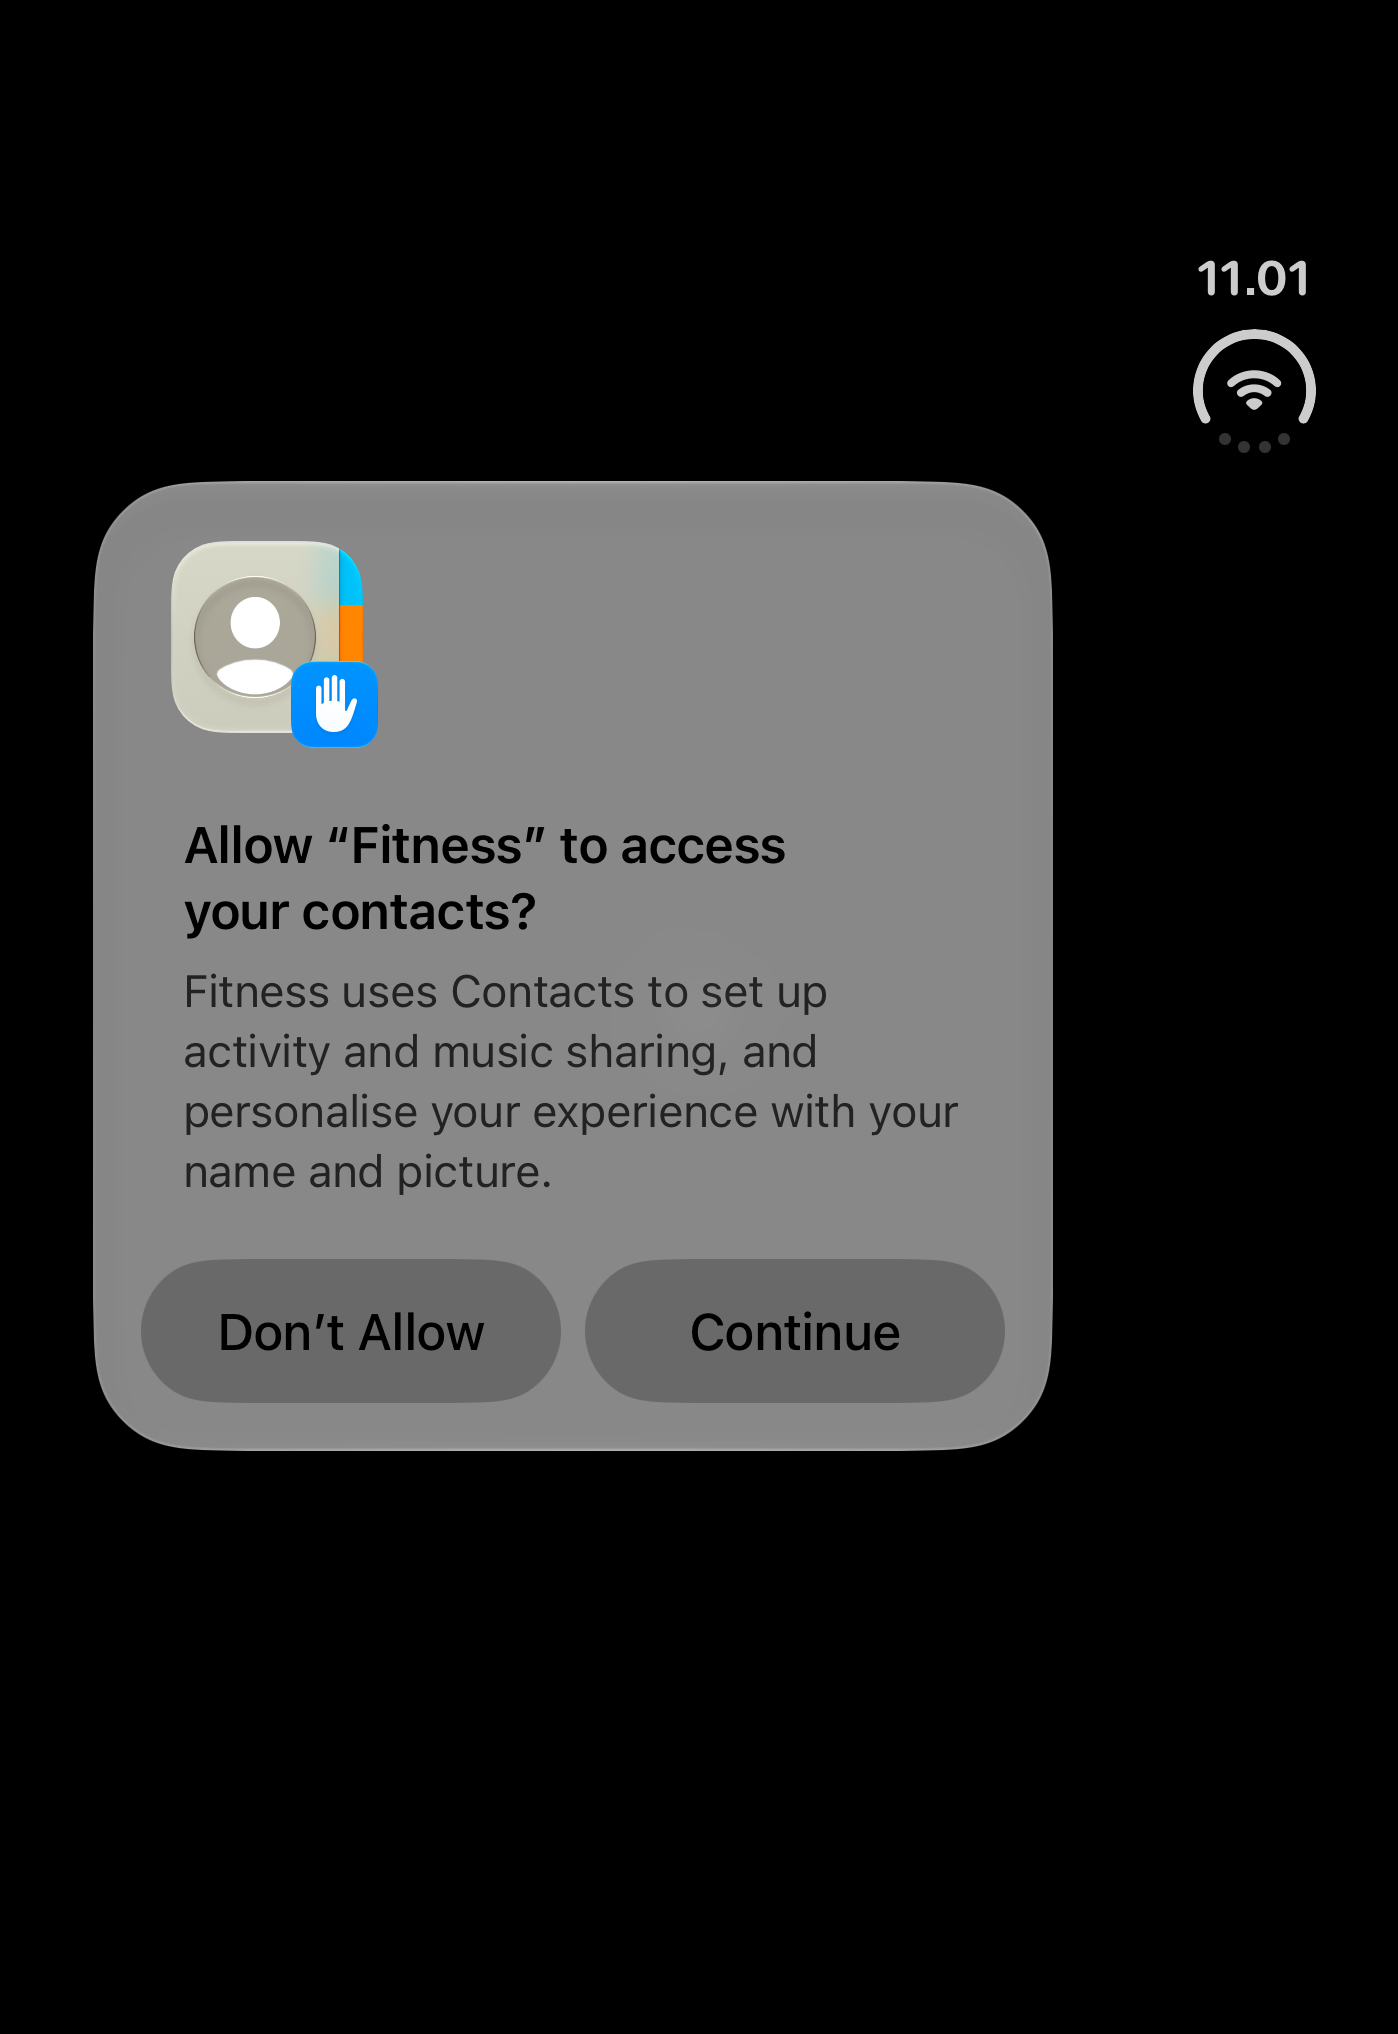 11.01
Allow “Fitness” to access
your contacts?
Fitness uses Contacts to set up
activity and music sharing, and
personalise your experience with your
name and picture.
Don’t Allow
Continue